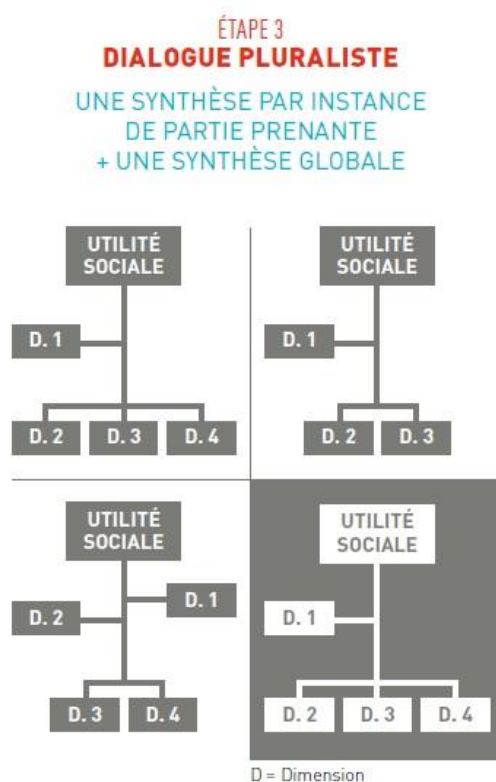 ÉTAPE 3
DIALOGUE PLURALISTE
UNE SYNTHÈSE PAR INSTANCE
DE PARTIE PRENANTE
+ UNE SYNTHÈSE GLOBALE
UTILITÉ
SOCIALE
D. 1
D. 2
D. 3
D. 4
UTILITÉ
SOCIALE
D. 1
D. 2
D. 3
UTILITÉ
SOCIALE
D. 1
D. 2
D. 3
D. 4
UTILITÉ
SOCIALE
D. 1
D. 2
D. 3
D. 4
D = Dimension